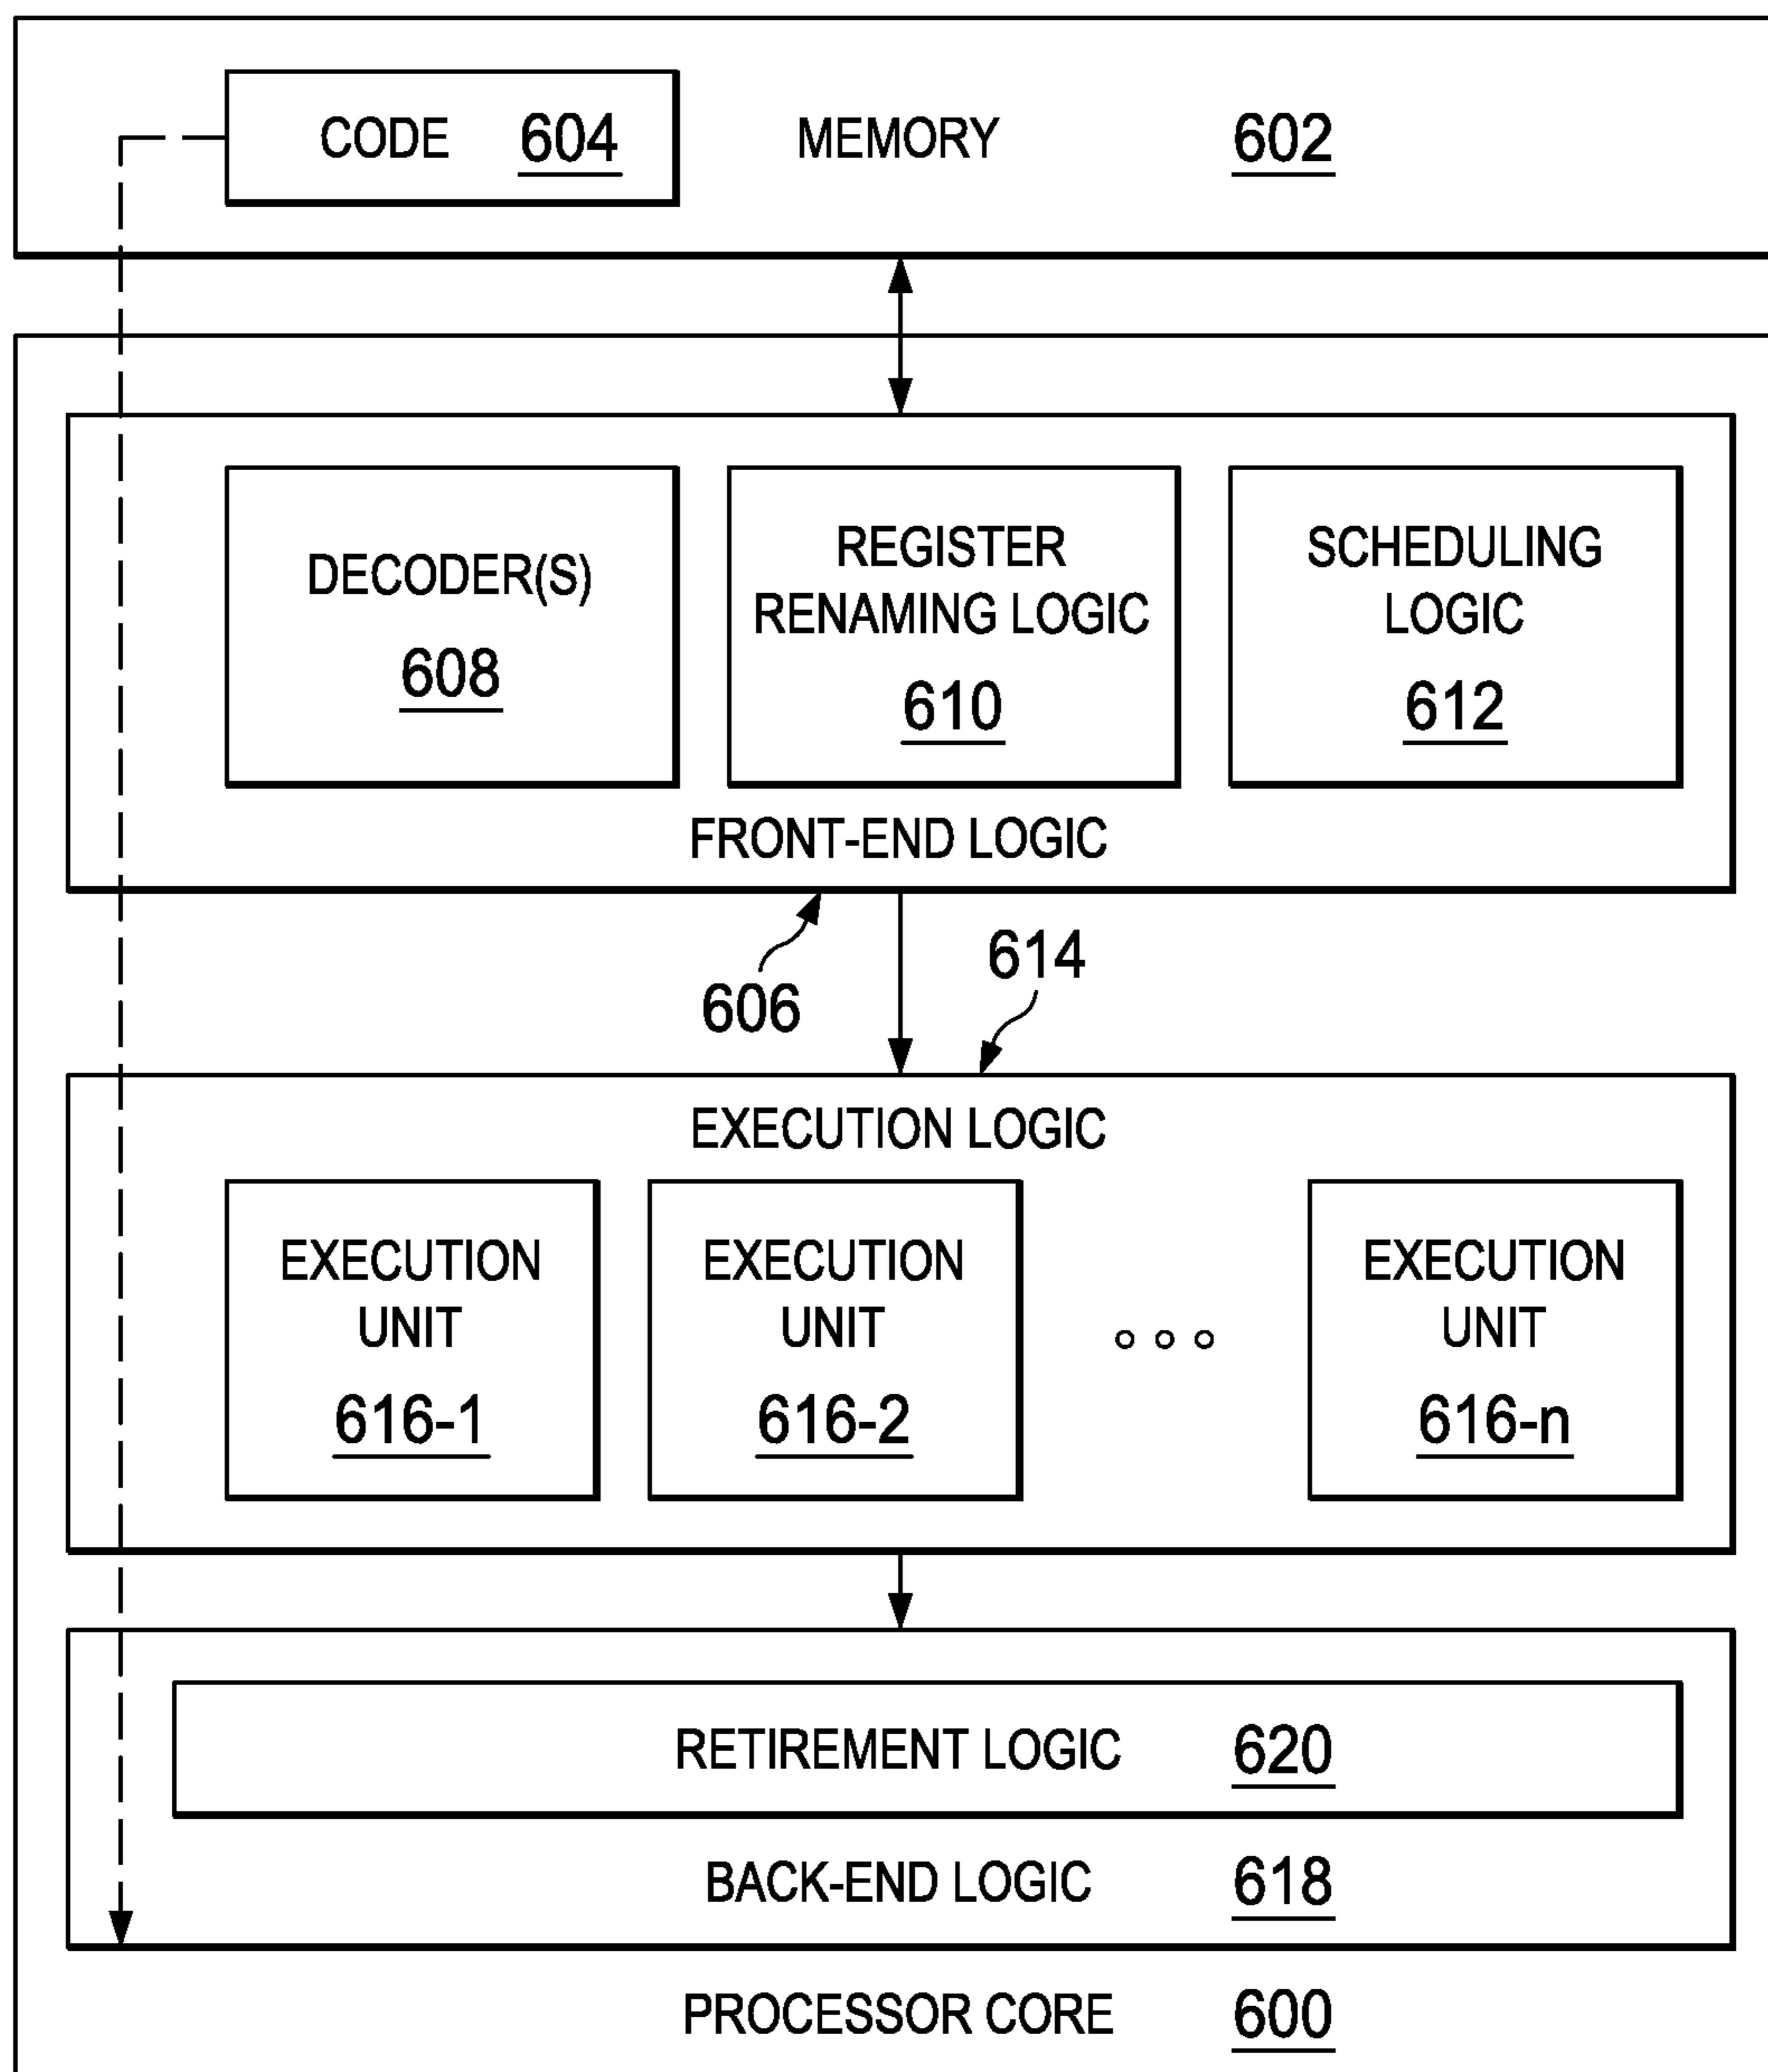 CODE 604 MEMORY 602
DECODER(S)
608
REGISTER
RENAMING LOGIC
610
SCHEDULING
LOGIC
612
FRONT-END LOGIC
606
614
EXECUTION LOGIC
EXECUTION
UNIT
616-1
EXECUTION
UNIT
616-2
EXECUTION
UNIT
616-n
RETIREMENT LOGIC 620
BACK-END LOGIC 618
PROCESSOR CORE 600